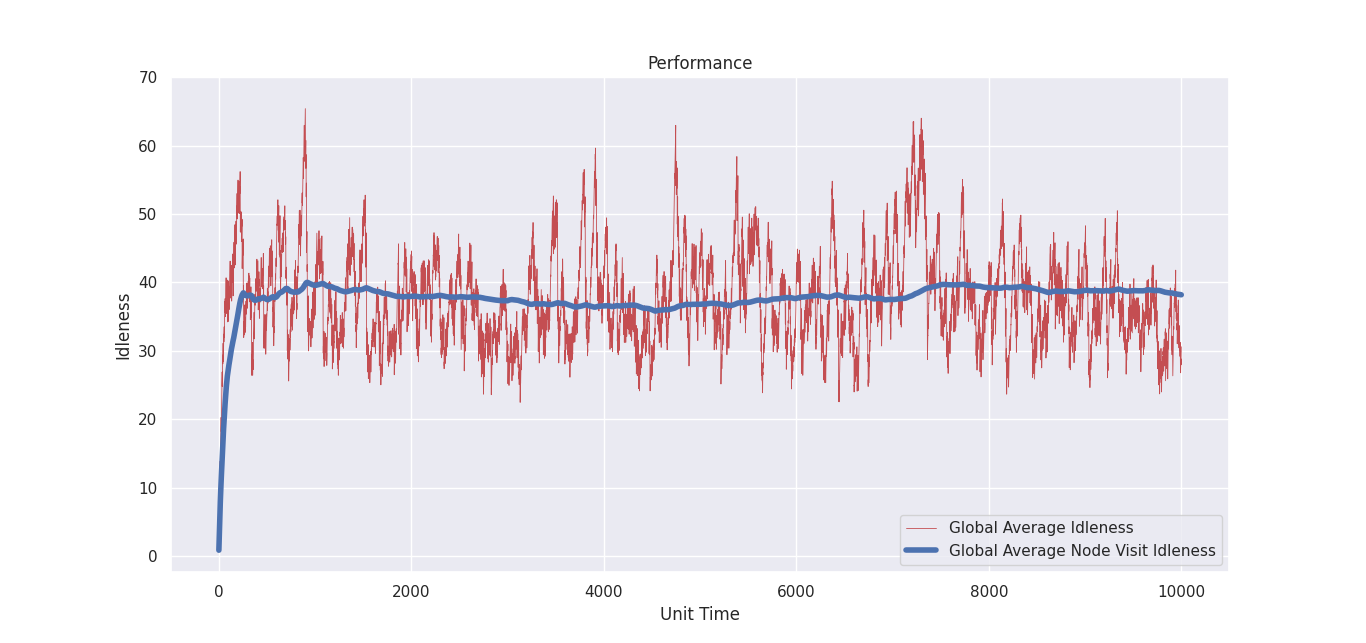 Performance
70
60
50
40
30
20
10
0
Idleness
0 2000 4000 6000 8000 10000
Unit Time
Global Average Idleness
Global Average Node Visit Idleness